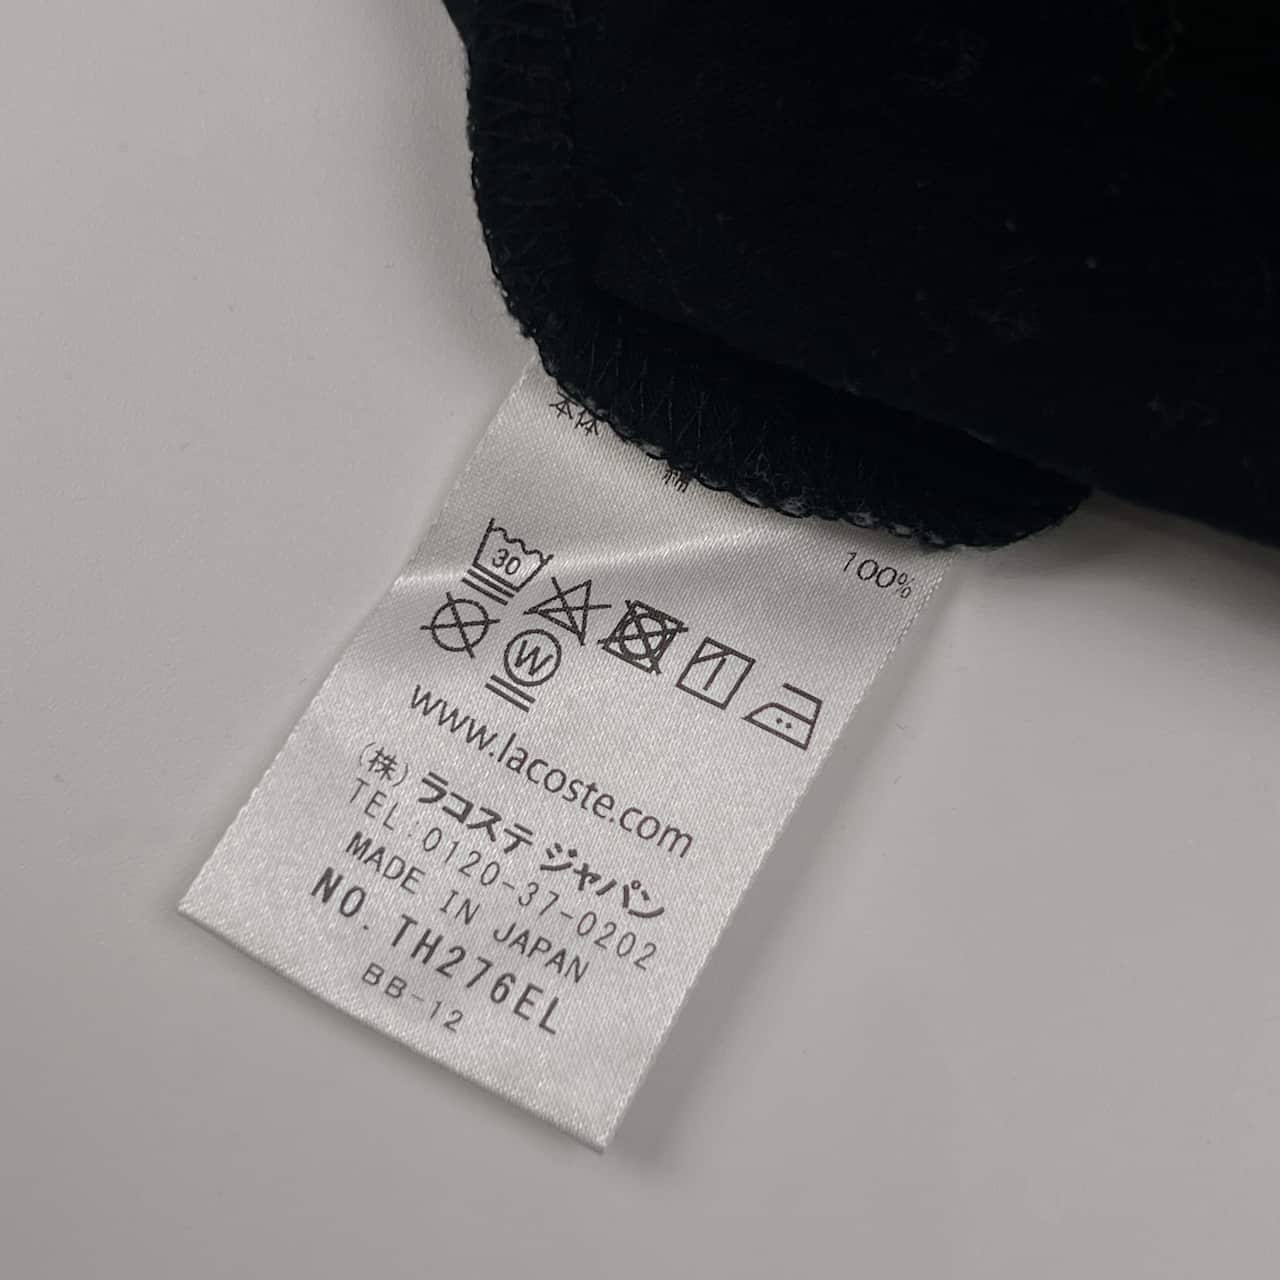 本体
綿 100%
30
W
www.lacoste.com
(株) ラコステ ジャパン
TEL:0120-37-0202
MADE IN JAPAN
NO. TH276EL
BB-12